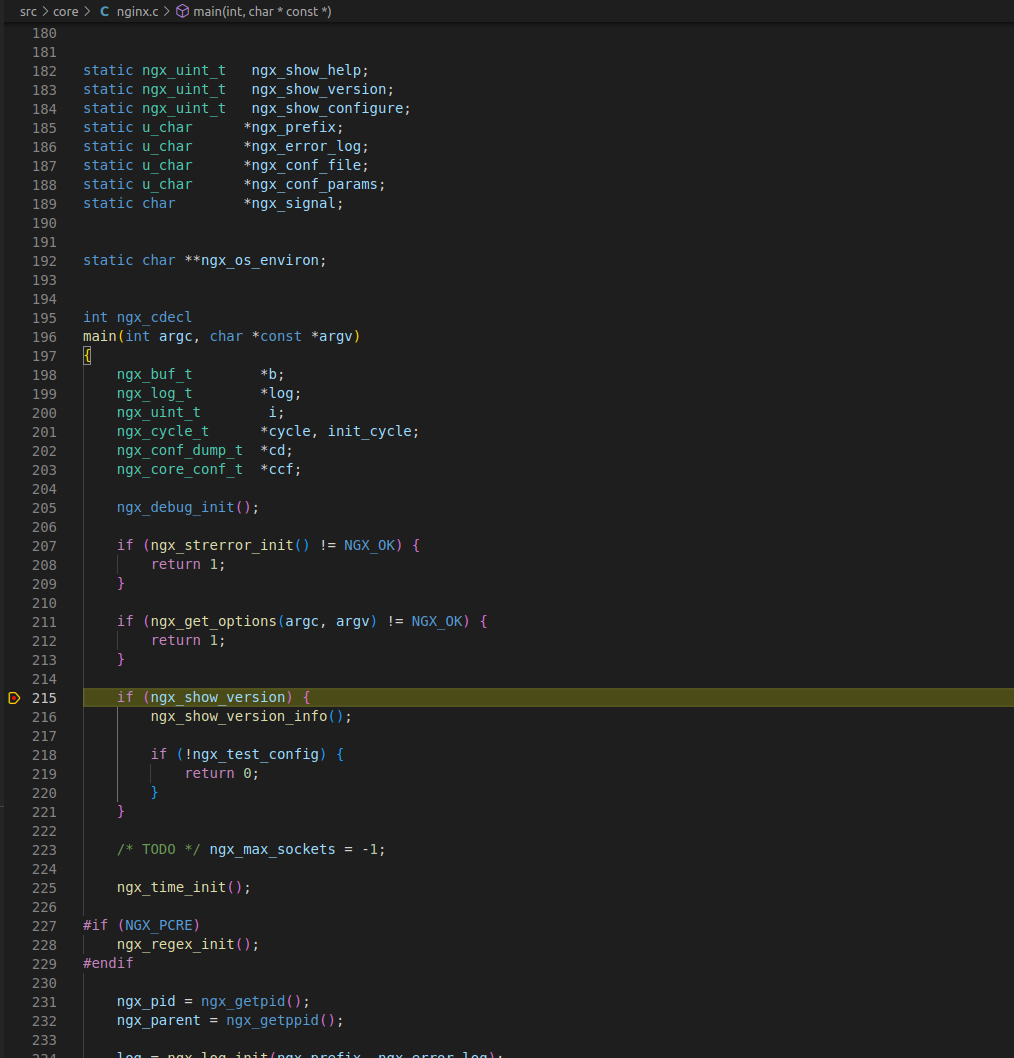 src > core > C nginx.c > main(int, char * const *)
180
181
182 static ngx_uint_t   ngx_show_help;
183 static ngx_uint_t   ngx_show_version;
184 static ngx_uint_t   ngx_show_configure;
185 static u_char      *ngx_prefix;
186 static u_char      *ngx_error_log;
187 static u_char      *ngx_conf_file;
188 static u_char      *ngx_conf_params;
189 static char        *ngx_signal;
190
191
192 static char **ngx_os_environ;
193
194
195 int ngx_cdecl
196 main(int argc, char *const *argv)
197 {
198     ngx_buf_t        *b;
199     ngx_log_t        *log;
200     ngx_uint_t        i;
201     ngx_cycle_t      *cycle, init_cycle;
202     ngx_conf_dump_t  *cd;
203     ngx_core_conf_t  *ccf;
204
205     ngx_debug_init();
206
207     if (ngx_strerror_init() != NGX_OK) {
208         return 1;
209     }
210
211     if (ngx_get_options(argc, argv) != NGX_OK) {
212         return 1;
213     }
214
215     if (ngx_show_version) {
216         ngx_show_version_info();
217
218         if (!ngx_test_config) {
219             return 0;
220         }
221     }
222
223     /* TODO */ ngx_max_sockets = -1;
224
225     ngx_time_init();
226
227 #if (NGX_PCRE)
228     ngx_regex_init();
229 #endif
230
231     ngx_pid = ngx_getpid();
232     ngx_parent = ngx_getppid();
233
234     log = ngx_log_init(ngx_prefix, ngx_error_log);